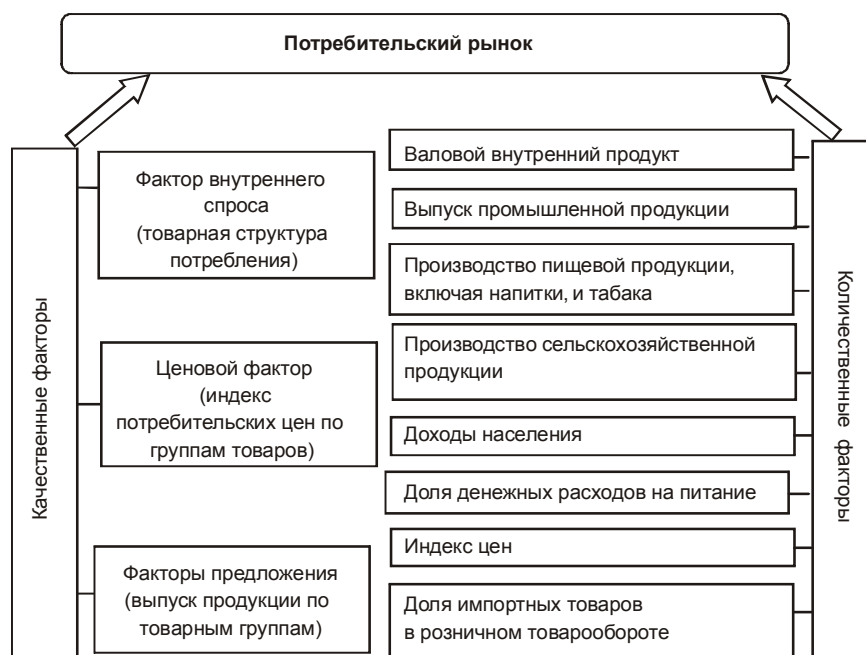 Потребительский рынок
Качественные факторы
Фактор внутреннего
спроса
(товарная структура
потребления)
Ценовой фактор
(индекс
потребительских цен по
группам товаров)
Факторы предложения
(выпуск продукции по
товарным группам)
Валовой внутренний продукт
Выпуск промышленной продукции
Производство пищевой продукции,
включая напитки, и табака
Производство сельскохозяйственной
продукции
Доходы населения
Доля денежных расходов на питание
Индекс цен
Доля импортных товаров
в розничном товарообороте
Количественные факторы